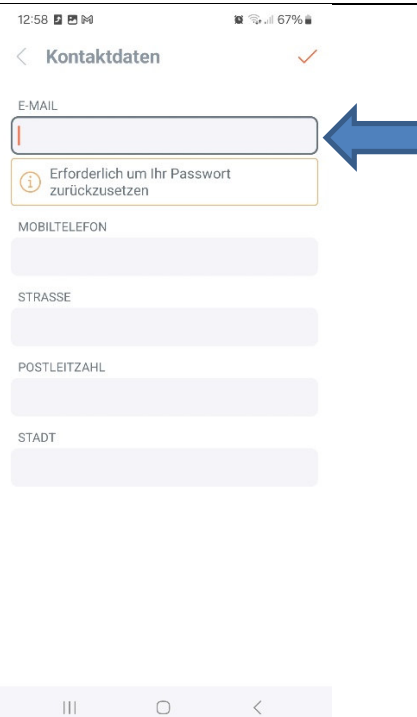 12:58 67%
Kontaktdaten
E-MAIL
Erforderlich um Ihr Passwort
zurückzusetzen
MOBILTELEFON
STRASSE
POSTLEITZAHL
STADT